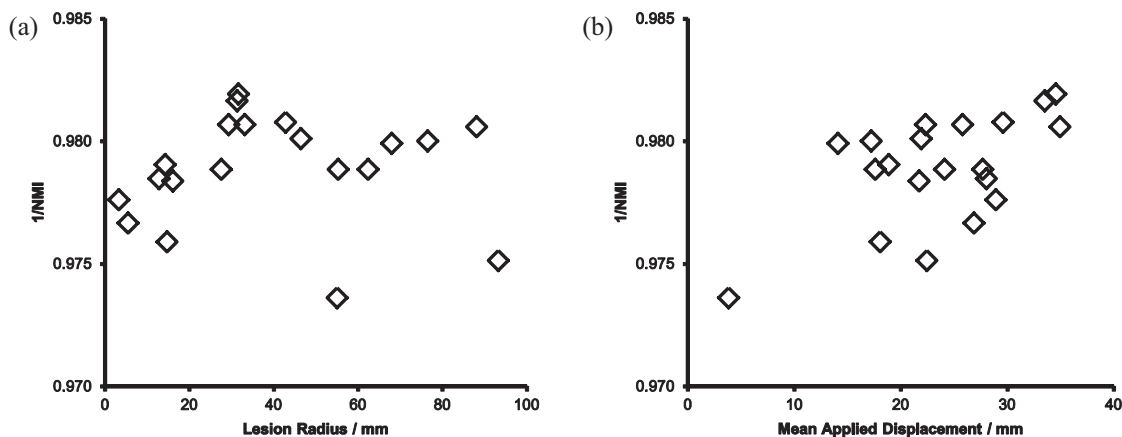 (a)
0.985
0.980
0.975
0.970
1/NMI
0 20 40 60 80 100
Lesion Radius / mm
(b)
0.985
0.980
0.975
0.970
1/NMI
0 10 20 30 40
Mean Applied Displacement / mm